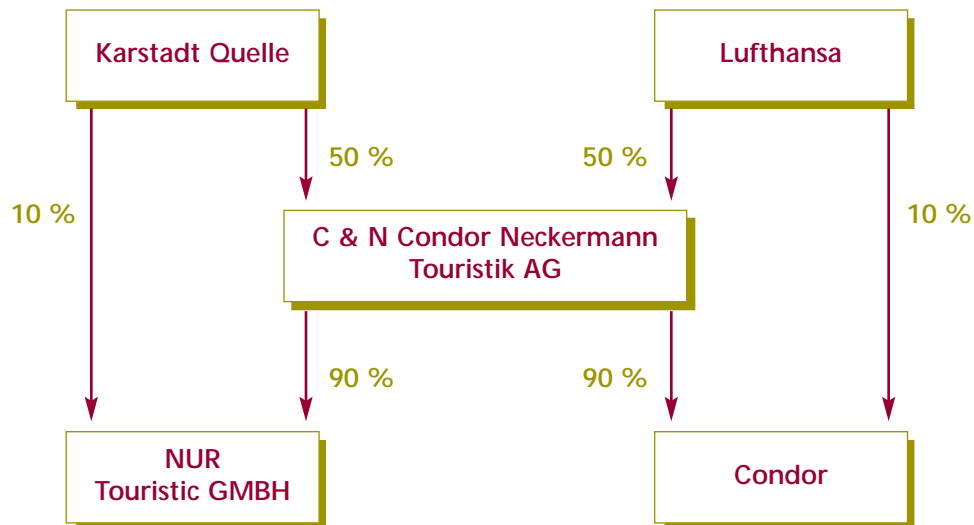 Karstadt Quelle
Lufthansa
50 %
50 %
10 %
10 %
C & N Condor Neckermann
Touristik AG
90 %
90 %
NUR
Touristic GMBH
Condor